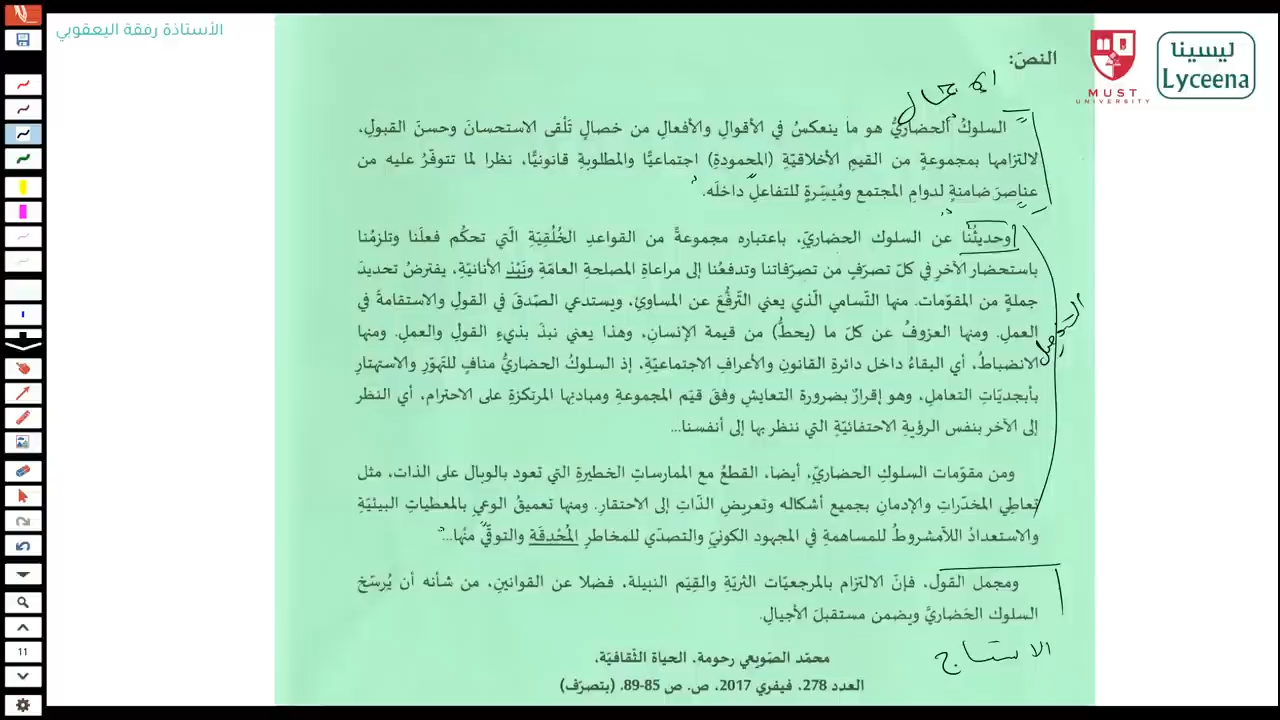 الأستاذة رفقة اليعقوبي
ليسينا
Lyceena
MUST
UNIVERSITY
النصّ:
الإجمال
السلوكُ الحضاريُّ هو ما ينعكسُ في الأقوالِ والأفعالِ من خصالٍ تَلْقى الاستحسانَ وحسنَ القبولِ،
لالتزامها بمجموعةٍ من القيمِ الأخلاقيّةِ (المحمودةِ) اجتماعيًّا والمطلوبةِ قانونيًّا، نظرا لما تتوفّرُ عليه من
عناصرَ ضامنةٍ لدوامِ المجتمع ومُيسّرةٍ للتفاعلِ داخلَه.
وحديثُنا عن السلوك الحضاريّ، باعتباره مجموعةً من القواعدِ الخُلُقيّةِ الّتي تحكُم فعلَنا وتلزمُنا
باستحضار الآخرِ في كلّ تصرّفٍ من تصرّفاتنا وتدفعُنا إلى مراعاةِ المصلحة العامّةِ ونَبْذِ الأنانيّةِ، يفترضُ تحديدَ
جملةٍ من المقوّمات. منها التّسامي الّذي يعني الترفُّعَ عن المساوئِ، ويستدعي الصّدقَ في القولِ والاستقامةَ في
العملِ. ومنها العزوفُ عن كلّ ما (يحطُّ) من قيمة الإنسانِ، وهذا يعني نبذَ بذيءِ القولِ والعملِ. ومنها
الانضباطُ، أي البقاءُ داخل دائرةِ القانونِ والأعرافِ الاجتماعيّةِ، إذ السلوكُ الحضاريُّ منافٍ للتهوّرِ والاستهتارِ
بأبجديّاتِ التعاملِ، وهو إقرارٌ بضرورة التعايشِ وفق قيَم المجموعةِ ومبادئها المرتكزةِ على الاحترام، أي النظر
إلى الآخر بنفس الرؤيةِ الاحتفائيّةِ التي ننظر بها إلى أنفسنا...
التوصل
ومن مقوّمات السلوكِ الحضاريّ، أيضا، القطعُ مع الممارساتِ الخطيرةِ التي تعود بالوبالِ على الذات، مثل
تعاطِي المخدّراتِ والإدمانِ بجميع أشكاله وتعريضِ الذّاتِ إلى الاحتقار. ومنها تعميقُ الوعيِ بالمعطياتِ البيئيّةِ
والاستعدادُ اللاّمشروطُ للمساهمةِ في المجهود الكونيِّ والتصدّي للمخاطرِ المُحْدقَةِ والتوقّي منُها...
ومجمل القول، فإنّ الالتزام بالمرجعيّات الثريّةِ والقِيَم النبيلة، فضلا عن القوانينِ، من شأنه أن يُرسّخ
السلوك الحَضاريَّ ويضمن مستقبلَ الأجيالِ.
الاستتاج
محمّد الصّويعي رحومة، الحياة الثّقافيّة،
العدد 278، فيفري 2017، ص. ص 85-89. (بتصرّف)
11